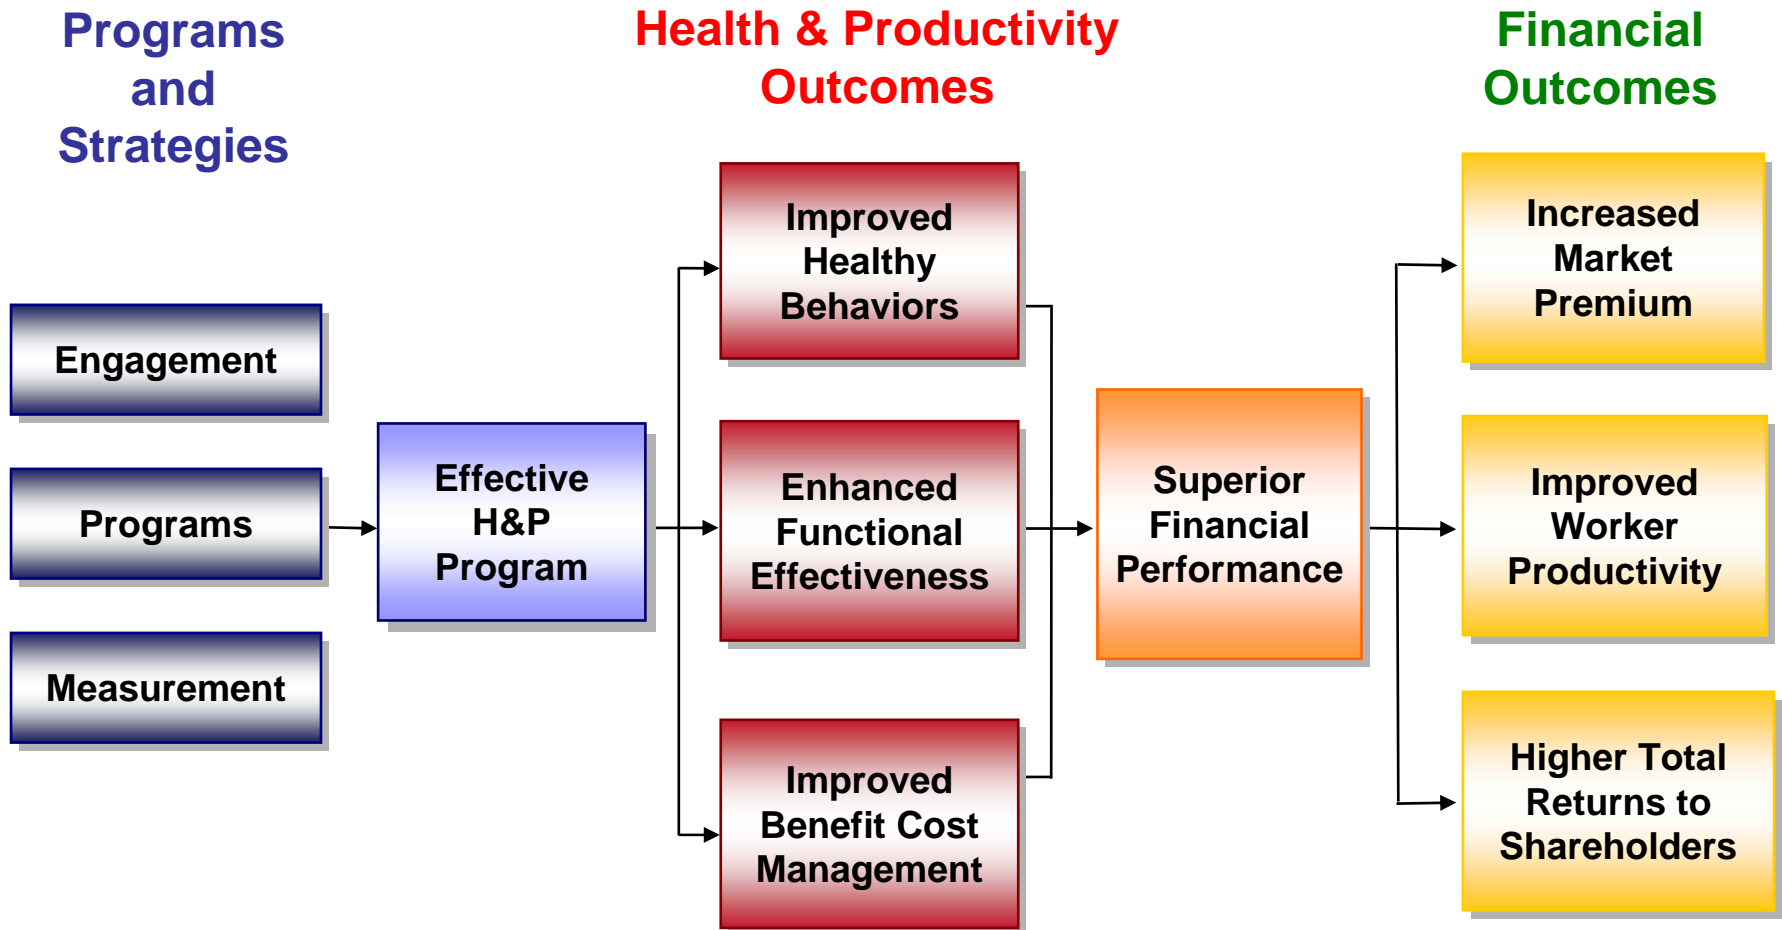 Programs
and
Strategies
Health & Productivity
Outcomes
Financial
Outcomes
Engagement
Programs
Measurement
Effective
H&P
Program
Improved
Healthy
Behaviors
Enhanced
Functional
Effectiveness
Improved
Benefit Cost
Management
Superior
Financial
Performance
Increased
Market
Premium
Improved
Worker
Productivity
Higher Total
Returns to
Shareholders